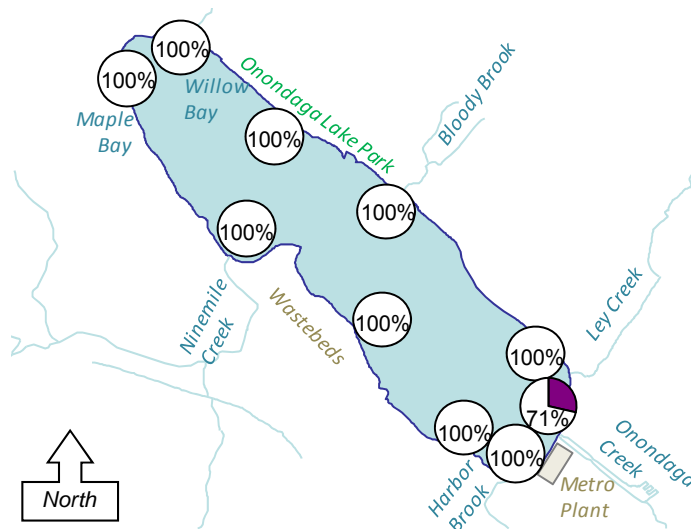 100%
100%
Willow
Bay
Maple
Bay
Onondaga Lake Park
Bloody Brook
100%
100%
100%
Ninemile
Creek
Wastebeds
100%
Ley Creek
100%
71%
100%
100%
Harbor
Brook
Onondaga
Creek
Metro
Plant
North